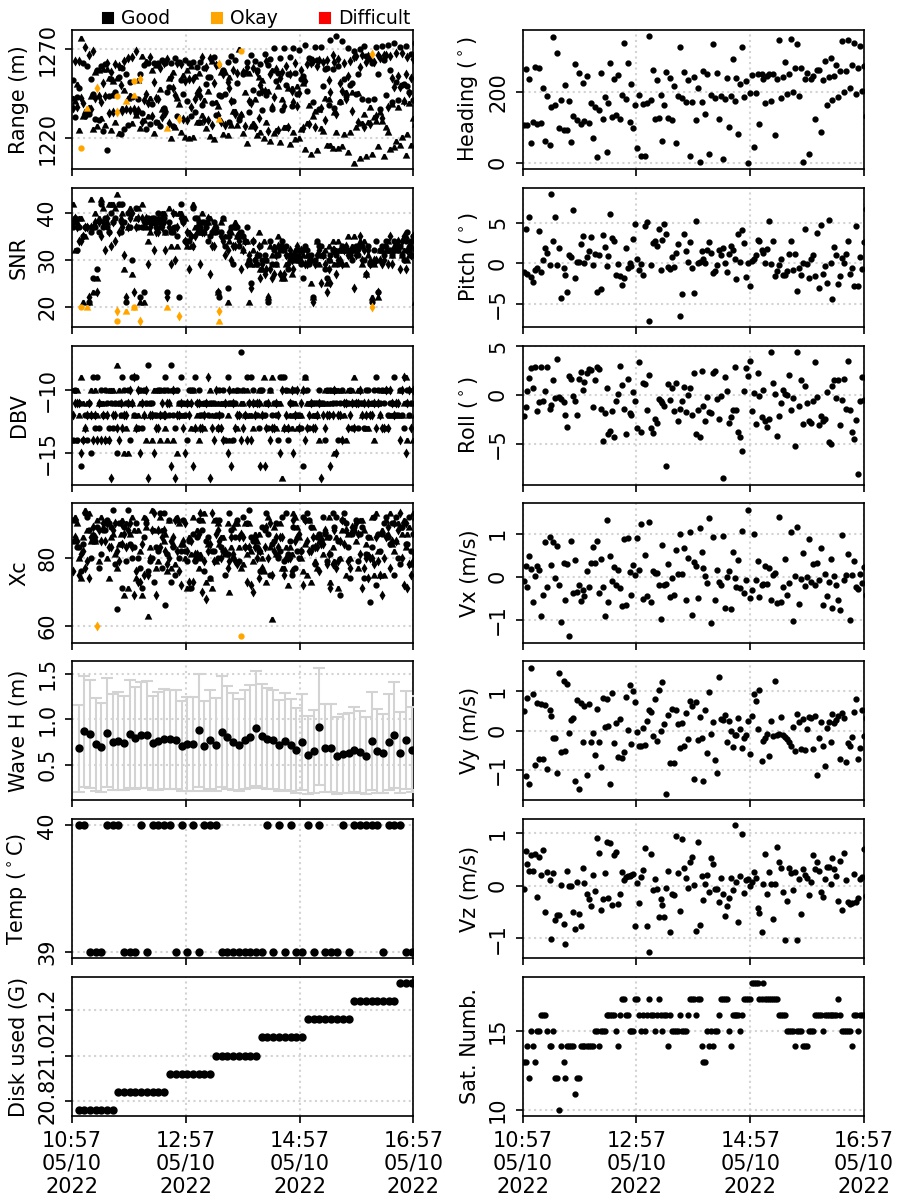 Good Okay Difficult
Range (m)
1170
1220
Heading (°)
200
0
SNR
40
30
20
Pitch (°)
5
0
−5
DBV
−10
−15
Roll (°)
5
0
−5
Xc
80
60
Vx (m/s)
1
0
−1
Wave H (m)
1.5
1.0
0.5
Vy (m/s)
1
0
−1
Temp (°C)
40
39
Vz (m/s)
1
0
−1
Disk used (G)
21.2
21.0
20.8
Sat. Numb.
15
10
10:57 12:57 14:57 16:57
05/10 05/10 05/10 05/10
2022 2022 2022 2022
10:57 12:57 14:57 16:57
05/10 05/10 05/10 05/10
2022 2022 2022 2022